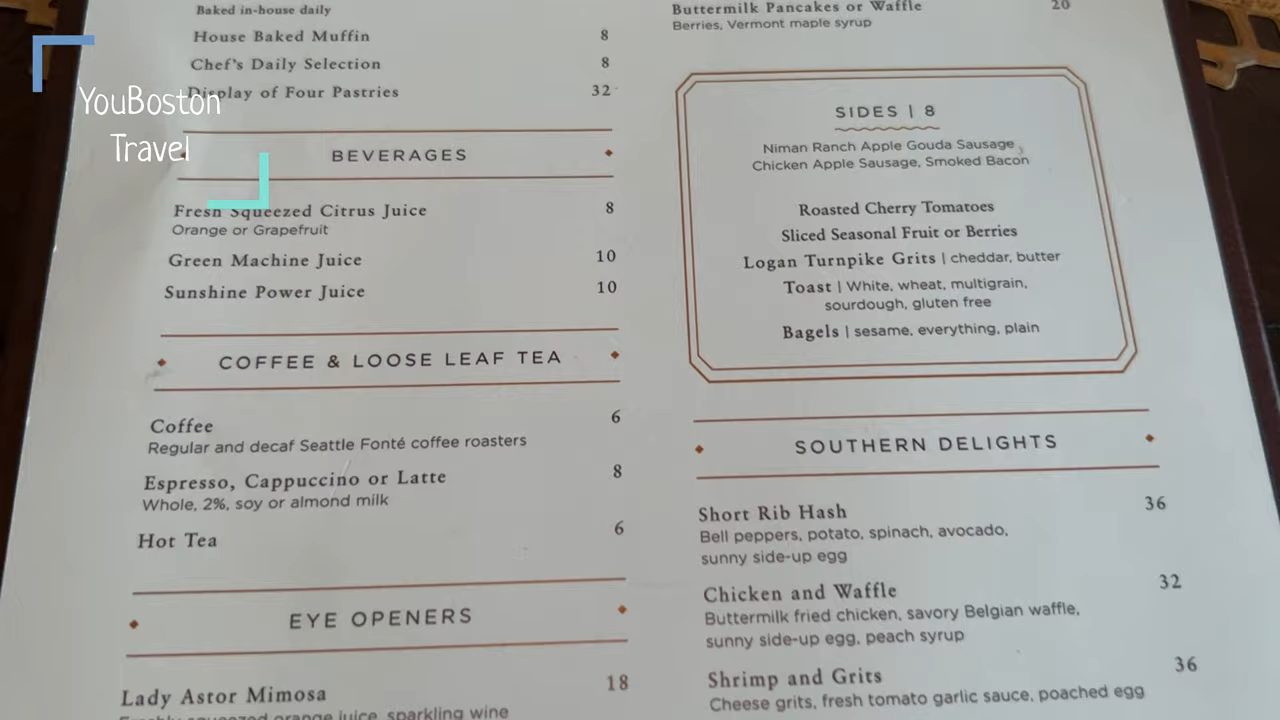 Baked in-house daily
House Baked Muffin 8
Chef's Daily Selection 8
Display of Four Pastries 32
YouBoston
Travel
BEVERAGES
Fresh Squeezed Citrus Juice 8
Orange or Grapefruit
Green Machine Juice 10
Sunshine Power Juice 10
COFFEE & LOOSE LEAF TEA
Coffee 6
Regular and decaf Seattle Fonté coffee roasters
Espresso, Cappuccino or Latte 8
Whole, 2%, soy or almond milk
Hot Tea 6
EYE OPENERS
Lady Astor Mimosa 18
Freshly squeezed orange juice, sparkling wine
Buttermilk Pancakes or Waffle 20
Berries, Vermont maple syrup
SIDES | 8
Niman Ranch Apple Gouda Sausage,
Chicken Apple Sausage, Smoked Bacon
Roasted Cherry Tomatoes
Sliced Seasonal Fruit or Berries
Logan Turnpike Grits | cheddar, butter
Toast | White, wheat, multigrain,
sourdough, gluten free
Bagels | sesame, everything, plain
SOUTHERN DELIGHTS
Short Rib Hash 36
Bell peppers, potato, spinach, avocado,
sunny side-up egg
Chicken and Waffle 32
Buttermilk fried chicken, savory Belgian waffle,
sunny side-up egg, peach syrup
Shrimp and Grits 36
Cheese grits, fresh tomato garlic sauce, poached egg